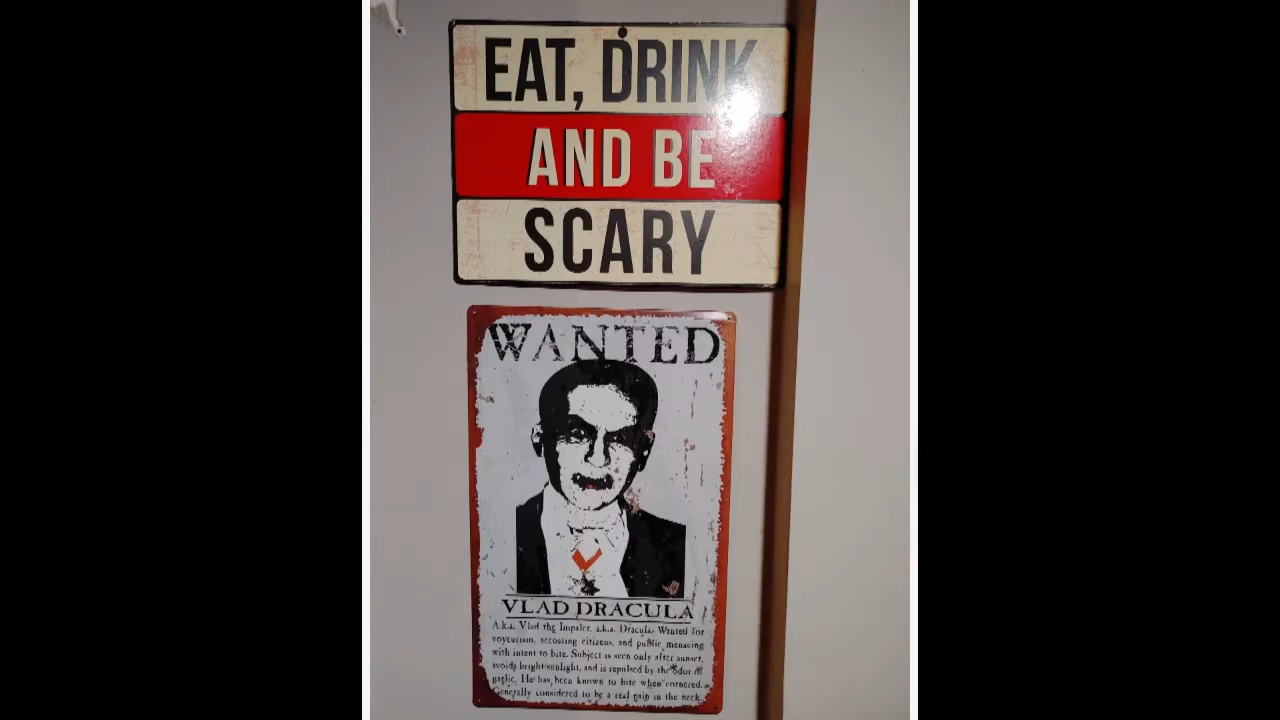 EAT, DRINK
AND BE
SCARY
WANTED
VLAD DRACULA
A.k.a. Vlad the Impaler, a.k.a. Dracula. Wanted for
voyeurism, accosting citizens, and public menacing
with intent to bite. Subject is seen only after sunset,
avoids bright sunlight, and is repulsed by the odor of
garlic. He has been known to bite when cornered.
Generally considered to be a real pain in the neck.